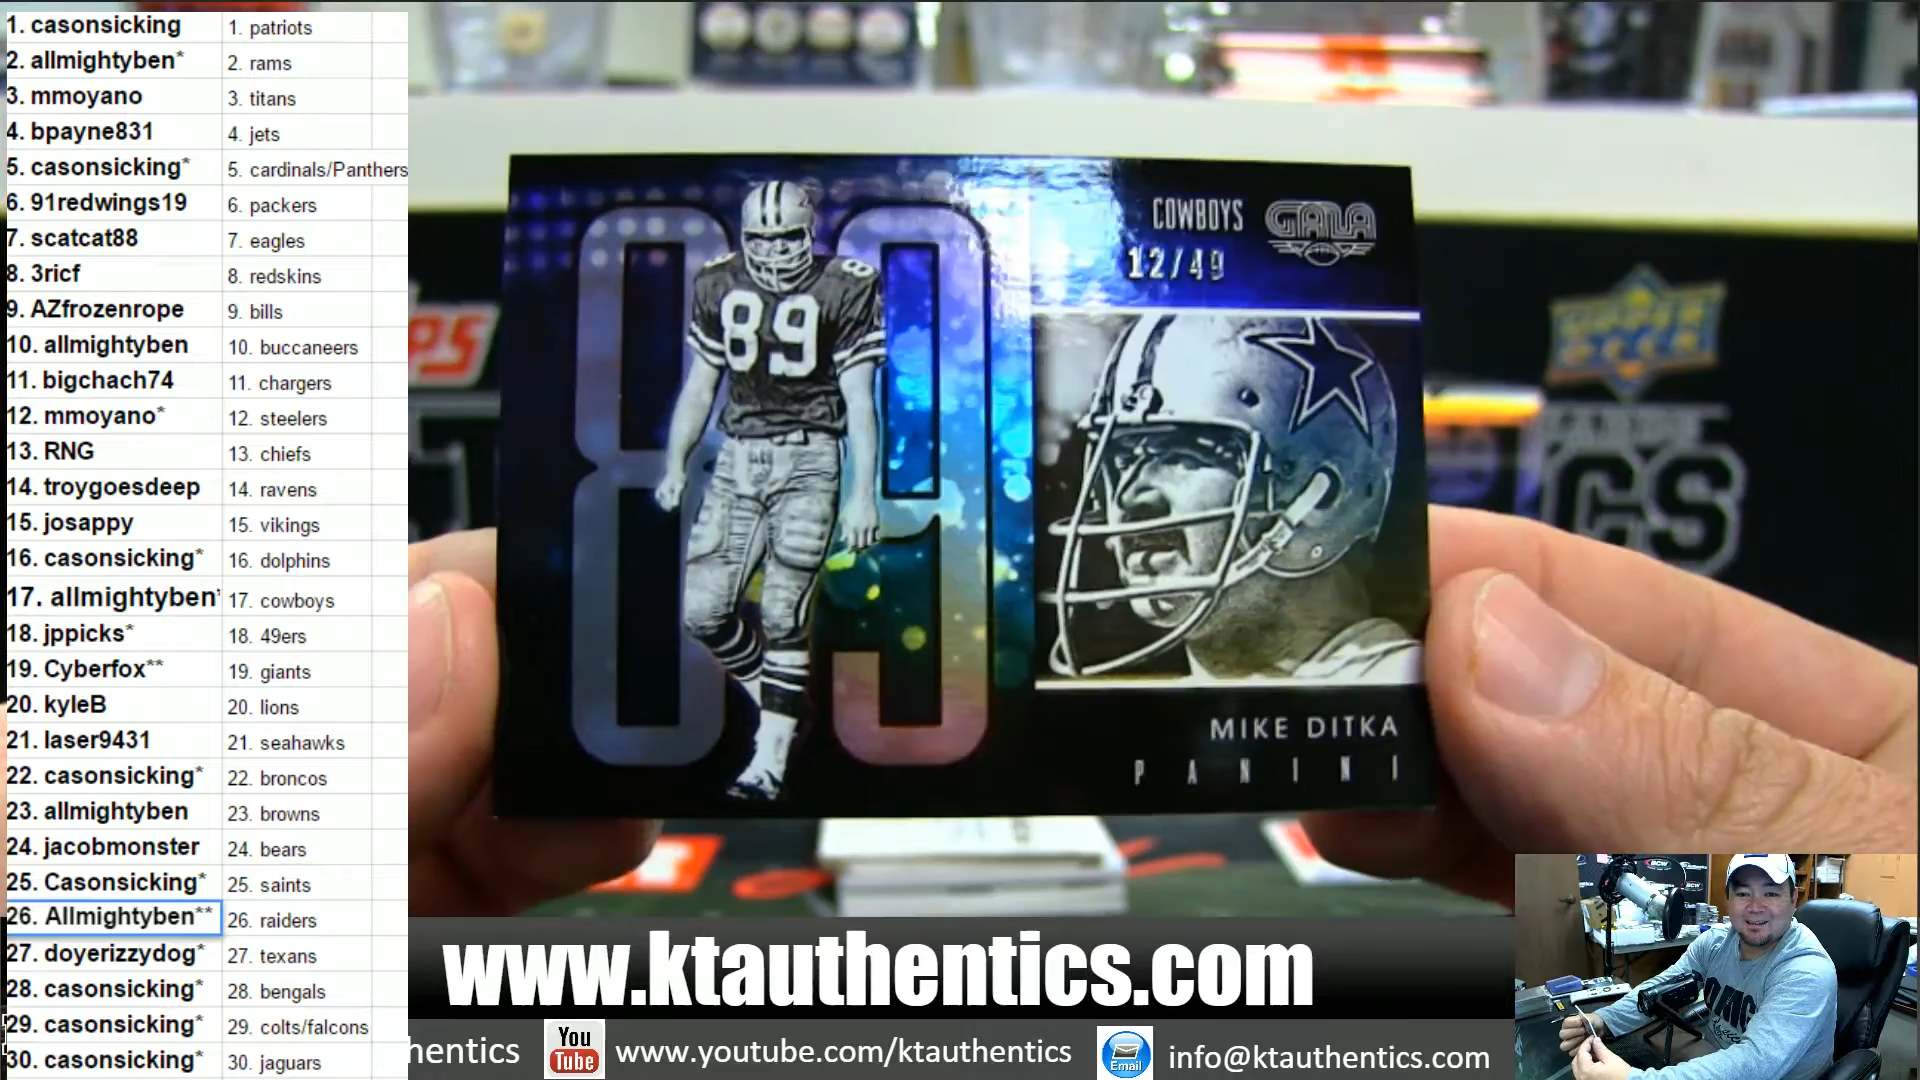 1. casonsicking 1. patriots
2. allmightyben* 2. rams
3. mmoyano 3. titans
4. bpayne831 4. jets
5. casonsicking* 5. cardinals/Panthers
6. 91redwings19 6. packers
7. scatcat88 7. eagles
8. 3ricf 8. redskins
9. AZfrozenrope 9. bills
10. allmightyben 10. buccaneers
11. bigchach74 11. chargers
12. mmoyano* 12. steelers
13. RNG 13. chiefs
14. troygoesdeep 14. ravens
15. josappy 15. vikings
16. casonsicking* 16. dolphins
17. allmightyben* 17. cowboys
18. jppicks* 18. 49ers
19. Cyberfox** 19. giants
20. kyleB 20. lions
21. laser9431 21. seahawks
22. casonsicking* 22. broncos
23. allmightyben 23. browns
24. jacobmonster 24. bears
25. Casonsicking* 25. saints
26. Allmightyben** 26. raiders
27. doyerizzydog* 27. texans
28. casonsicking* 28. bengals
29. casonsicking* 29. colts/falcons
30. casonsicking* 30. jaguars
COWBOYS GALA
12/49
89
89
MIKE DITKA
PANINI
UPPER DECK
CS
www.ktauthentics.com
hentics You Tube www.youtube.com/ktauthentics Email info@ktauthentics.com